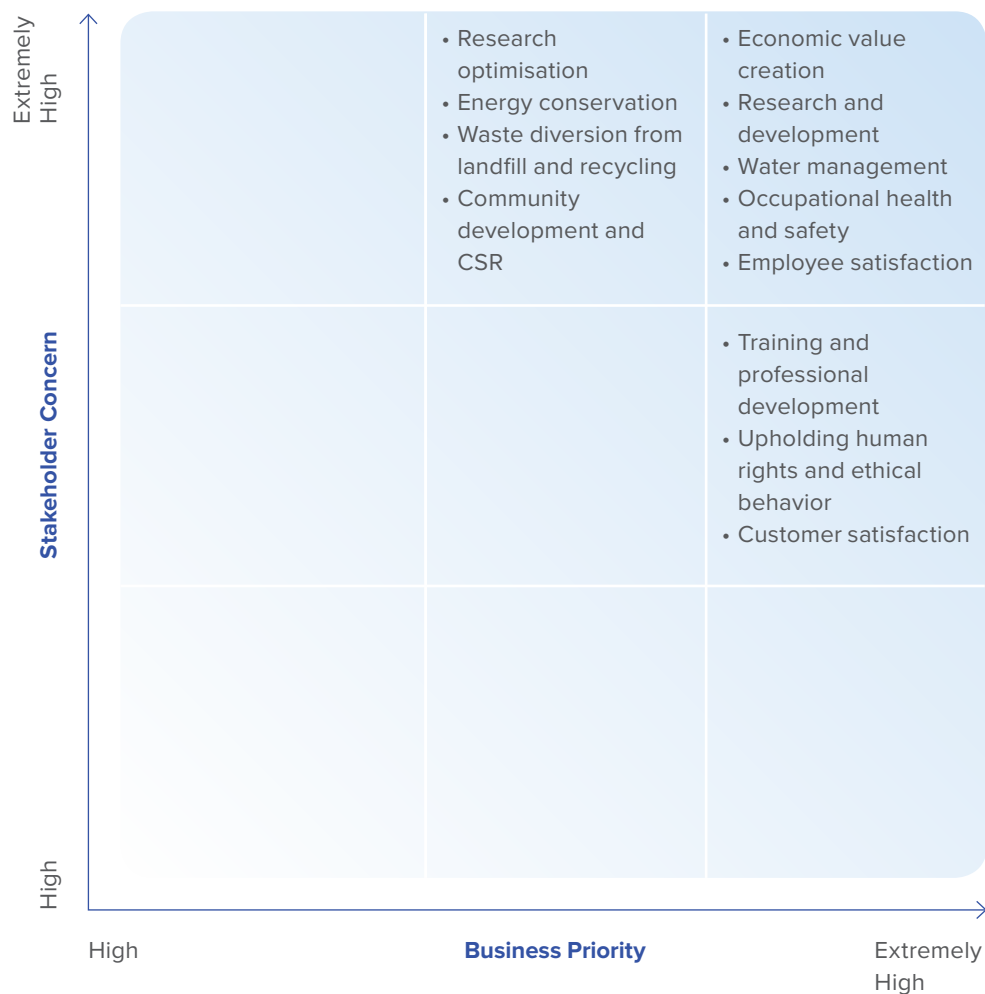 Extremely
High
• Research
optimisation
• Energy conservation
• Waste diversion from
landfill and recycling
• Community
development and
CSR
• Economic value
creation
• Research and
development
• Water management
• Occupational health
and safety
• Employee satisfaction
Stakeholder Concern
• Training and
professional
development
• Upholding human
rights and ethical
behavior
• Customer satisfaction
High
High
Business Priority
Extremely
High